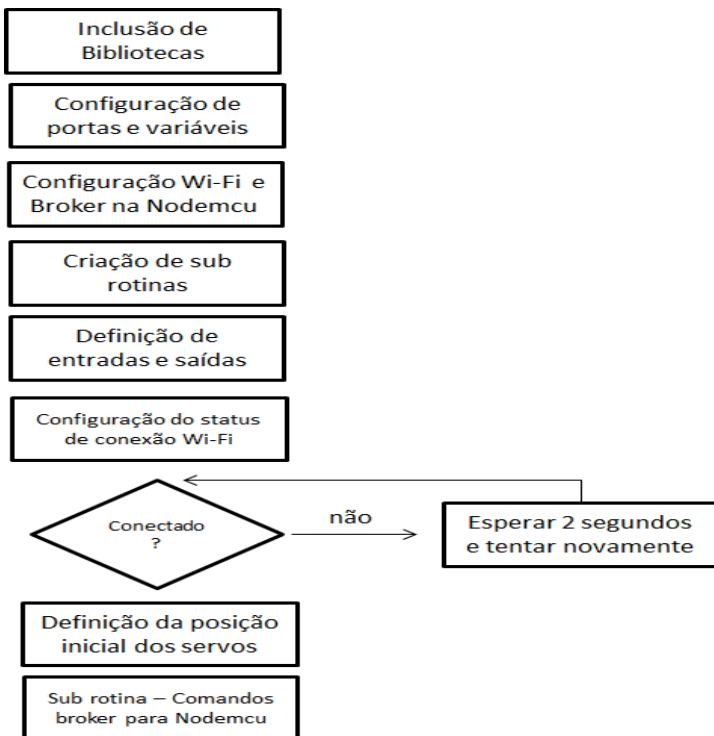 Inclusão de
Bibliotecas
Configuração de
portas e variáveis
Configuração Wi-Fi e
Broker na Nodemcu
Criação de sub
rotinas
Definição de
entradas e saídas
Configuração do status
de conexão Wi-Fi
Conectado
?
não
Esperar 2 segundos
e tentar novamente
Definição da posição
inicial dos servos
Sub rotina – Comandos
broker para Nodemcu